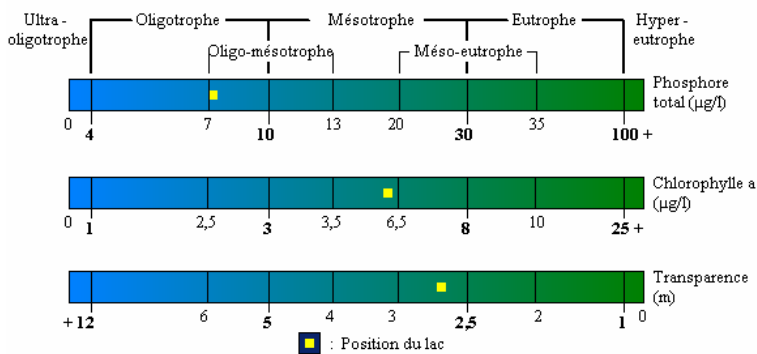 Ultra-
oligotrophe
Oligotrophe
Mésotrophe
Eutrophe
Hyper-
eutrophe
Oligo-mésotrophe
Méso-eutrophe
Phosphore
total (µg/l)
0 4 7 10 13 20 30 35 100 +
Chlorophylle a
(µg/l)
0 1 2,5 3 3,5 6,5 8 10 25 +
Transparence
(m)
+ 12 6 5 4 3 2,5 2 1 0
: Position du lac